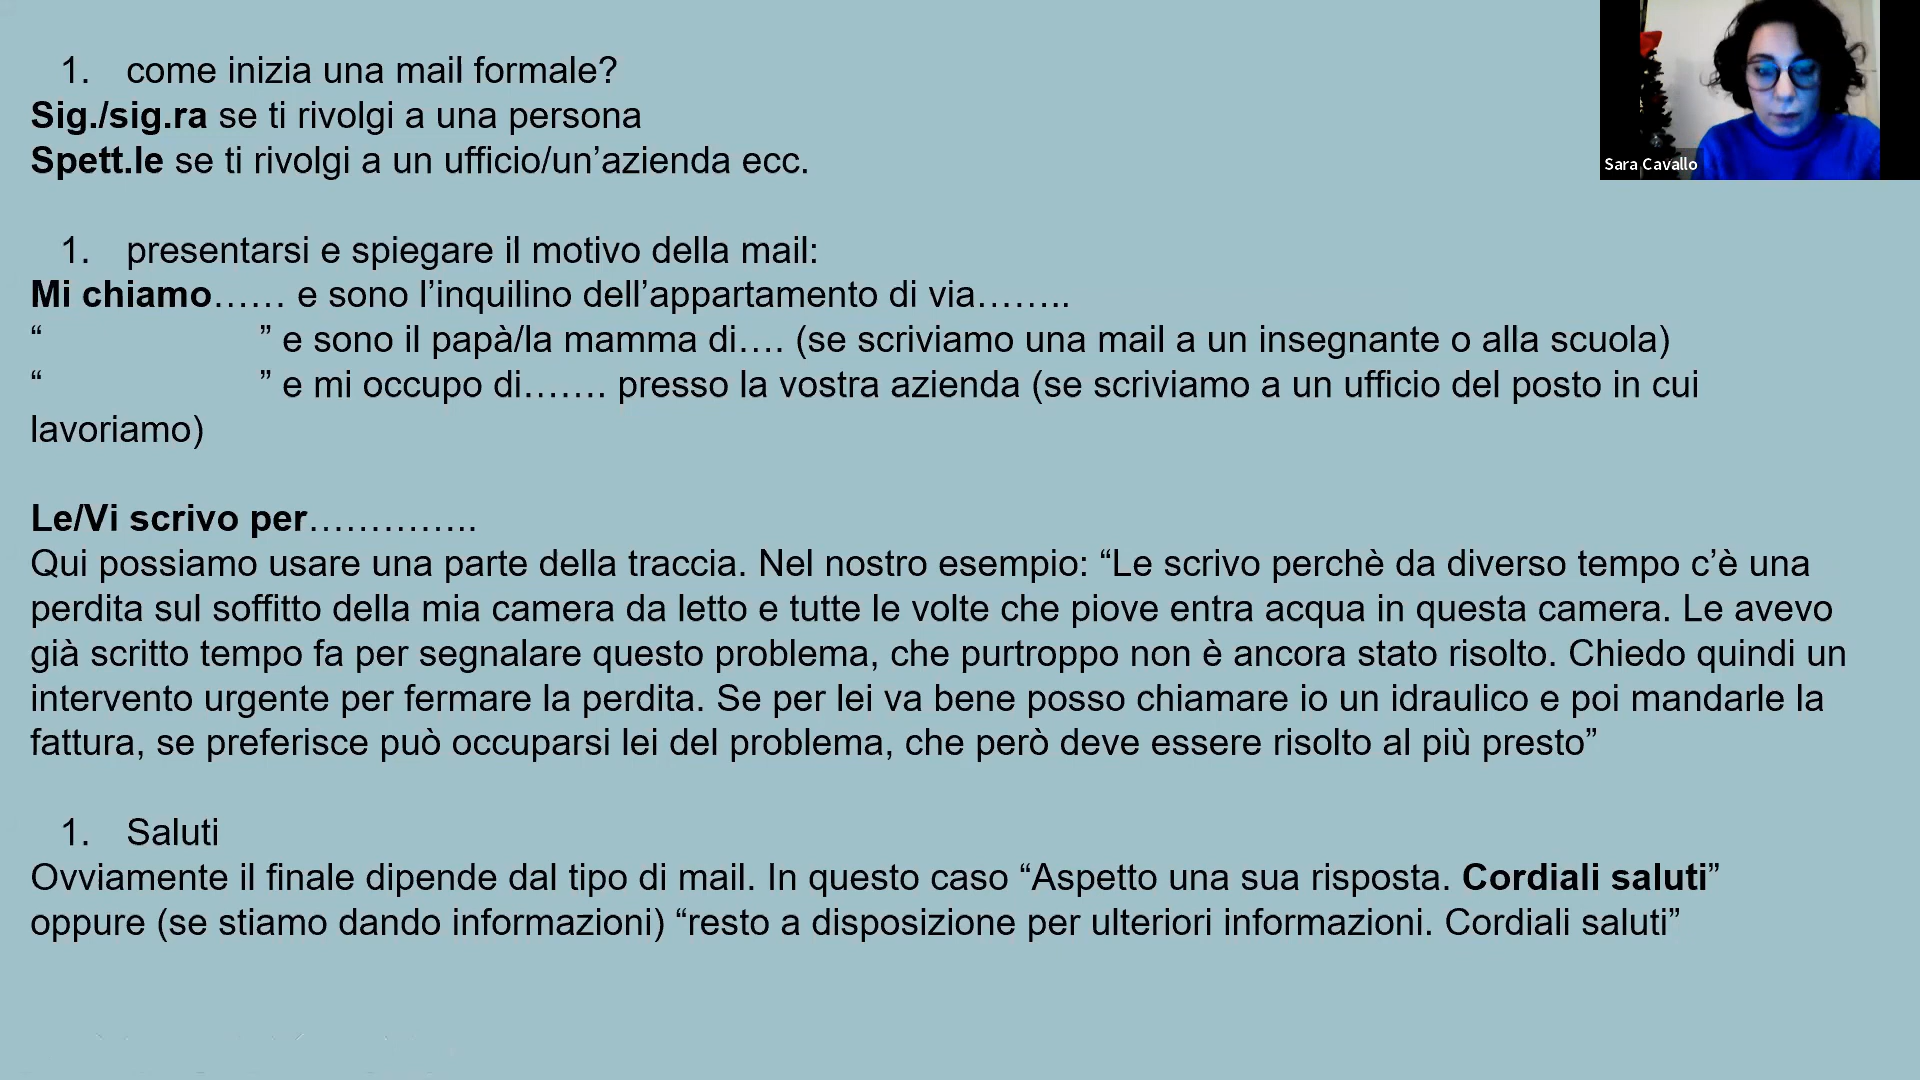 1. come inizia una mail formale?
Sig./sig.ra se ti rivolgi a una persona
Spett.le se ti rivolgi a un ufficio/un’azienda ecc.
1. presentarsi e spiegare il motivo della mail:
Mi chiamo…… e sono l’inquilino dell’appartamento di via……..
“ ” e sono il papà/la mamma di…. (se scriviamo una mail a un insegnante o alla scuola)
“ ” e mi occupo di……. presso la vostra azienda (se scriviamo a un ufficio del posto in cui
lavoriamo)
Le/Vi scrivo per…………..
Qui possiamo usare una parte della traccia. Nel nostro esempio: “Le scrivo perchè da diverso tempo c’è una
perdita sul soffitto della mia camera da letto e tutte le volte che piove entra acqua in questa camera. Le avevo
già scritto tempo fa per segnalare questo problema, che purtroppo non è ancora stato risolto. Chiedo quindi un
intervento urgente per fermare la perdita. Se per lei va bene posso chiamare io un idraulico e poi mandarle la
fattura, se preferisce può occuparsi lei del problema, che però deve essere risolto al più presto”
1. Saluti
Ovviamente il finale dipende dal tipo di mail. In questo caso “Aspetto una sua risposta. Cordiali saluti”
oppure (se stiamo dando informazioni) “resto a disposizione per ulteriori informazioni. Cordiali saluti”
Sara Cavallo